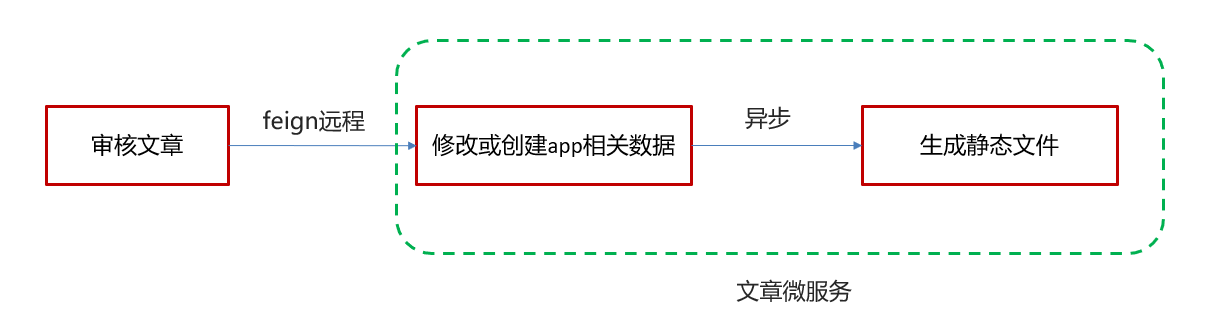 审核文章
feign远程
修改或创建app相关数据
异步
生成静态文件
文章微服务